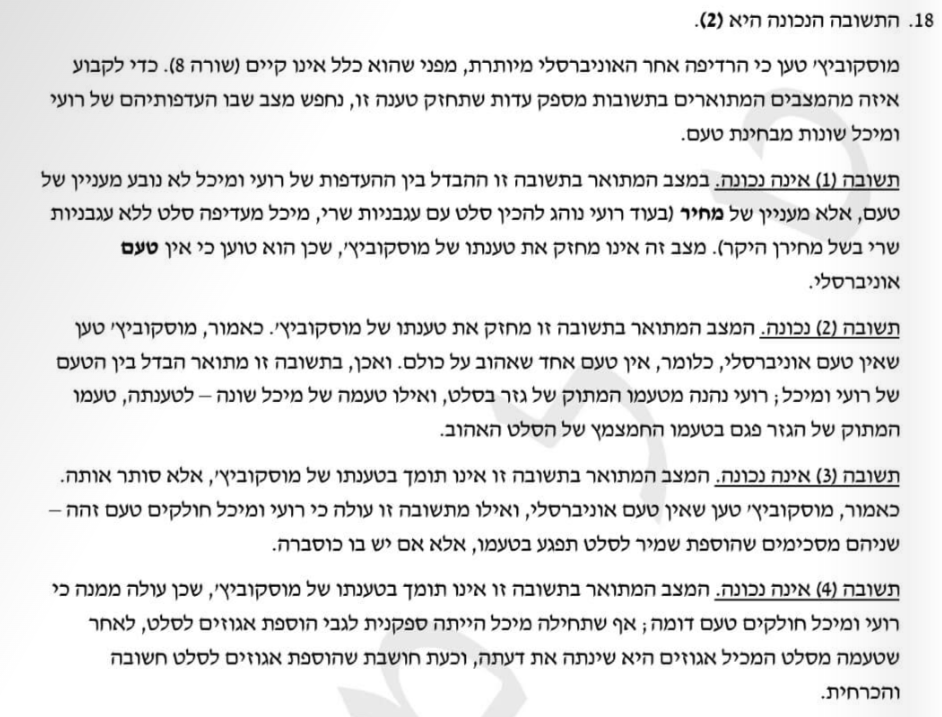 18. התשובה הנכונה היא (2).
מוסקוביץ' טען כי הרדיפה אחר האוניברסלי מיותרת, מפני שהוא כלל אינו קיים (שורה 8). כדי לקבוע
איזה מהמצבים המתוארים בתשובות מספק עדות שתחזק טענה זו, נחפש מצב שבו העדפותיהם של רועי
ומיכל שונות מבחינת טעם.
תשובה (1) אינה נכונה. במצב המתואר בתשובה זו ההבדל בין ההעדפות של רועי ומיכל לא נובע מעניין של
טעם, אלא מעניין של מחיר (בעוד רועי נוהג להכין סלט עם עגבניות שרי, מיכל מעדיפה סלט ללא עגבניות
שרי בשל מחירן היקר). מצב זה אינו מחזק את טענתו של מוסקוביץ', שכן הוא טוען כי אין טעם
אוניברסלי.
תשובה (2) נכונה. המצב המתואר בתשובה זו מחזק את טענתו של מוסקוביץ'. כאמור, מוסקוביץ' טען
שאין טעם אוניברסלי, כלומר, אין טעם אחד שאהוב על כולם. ואכן, בתשובה זו מתואר הבדל בין הטעם
של רועי ומיכל; רועי נהנה מטעמו המתוק של גזר בסלט, ואילו טעמה של מיכל שונה – לטענתה, טעמו
המתוק של הגזר פגם בטעמו החמצמץ של הסלט האהוב.
תשובה (3) אינה נכונה. המצב המתואר בתשובה זו אינו תומך בטענתו של מוסקוביץ', אלא סותר אותה.
כאמור, מוסקוביץ' טען שאין טעם אוניברסלי, ואילו מתשובה זו עולה כי רועי ומיכל חולקים טעם זהה –
שניהם מסכימים שהוספת שמיר לסלט תפגע בטעמו, אלא אם יש בו כוסברה.
תשובה (4) אינה נכונה. המצב המתואר בתשובה זו אינו תומך בטענתו של מוסקוביץ', שכן עולה ממנה כי
רועי ומיכל חולקים טעם דומה; אף שתחילה מיכל הייתה ספקנית לגבי הוספת אגוזים לסלט, לאחר
שטעמה מסלט המכיל אגוזים היא שינתה את דעתה, וכעת חושבת שהוספת אגוזים לסלט חשובה
והכרחית.